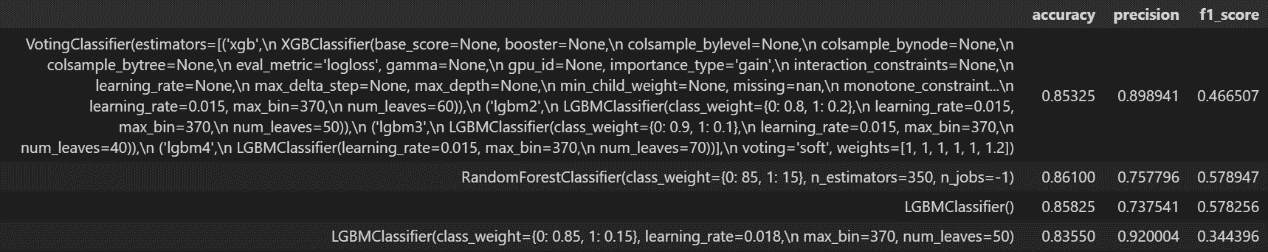 accuracy precision f1_score
VotingClassifier(estimators=[('xgb',\n XGBClassifier(base_score=None, booster=None,\n colsample_bylevel=None,\n colsample_bynode=None,\n
colsample_bytree=None,\n eval_metric='logloss', gamma=None,\n gpu_id=None, importance_type='gain',\n interaction_constraints=None,\n
learning_rate=None,\n max_delta_step=None, max_depth=None,\n min_child_weight=None, missing=nan,\n monotone_constraint...\n
learning_rate=0.015, max_bin=370,\n num_leaves=60)),\n ('lgbm2',\n LGBMClassifier(class_weight={0: 0.8, 1: 0.2},\n learning_rate=0.015,
max_bin=370,\n num_leaves=50)),\n ('lgbm3',\n LGBMClassifier(class_weight={0: 0.9, 1: 0.1},\n learning_rate=0.015, max_bin=370,\n
num_leaves=40)),\n ('lgbm4',\n LGBMClassifier(learning_rate=0.015, max_bin=370,\n num_leaves=70))],\n voting='soft', weights=[1, 1, 1, 1, 1, 1.2])
0.85325 0.898941 0.466507
RandomForestClassifier(class_weight={0: 85, 1: 15}, n_estimators=350, n_jobs=-1) 0.86100 0.757796 0.578947
LGBMClassifier() 0.85825 0.737541 0.578256
LGBMClassifier(class_weight={0: 0.85, 1: 0.15}, learning_rate=0.018,\n max_bin=370, num_leaves=50) 0.83550 0.920004 0.344396